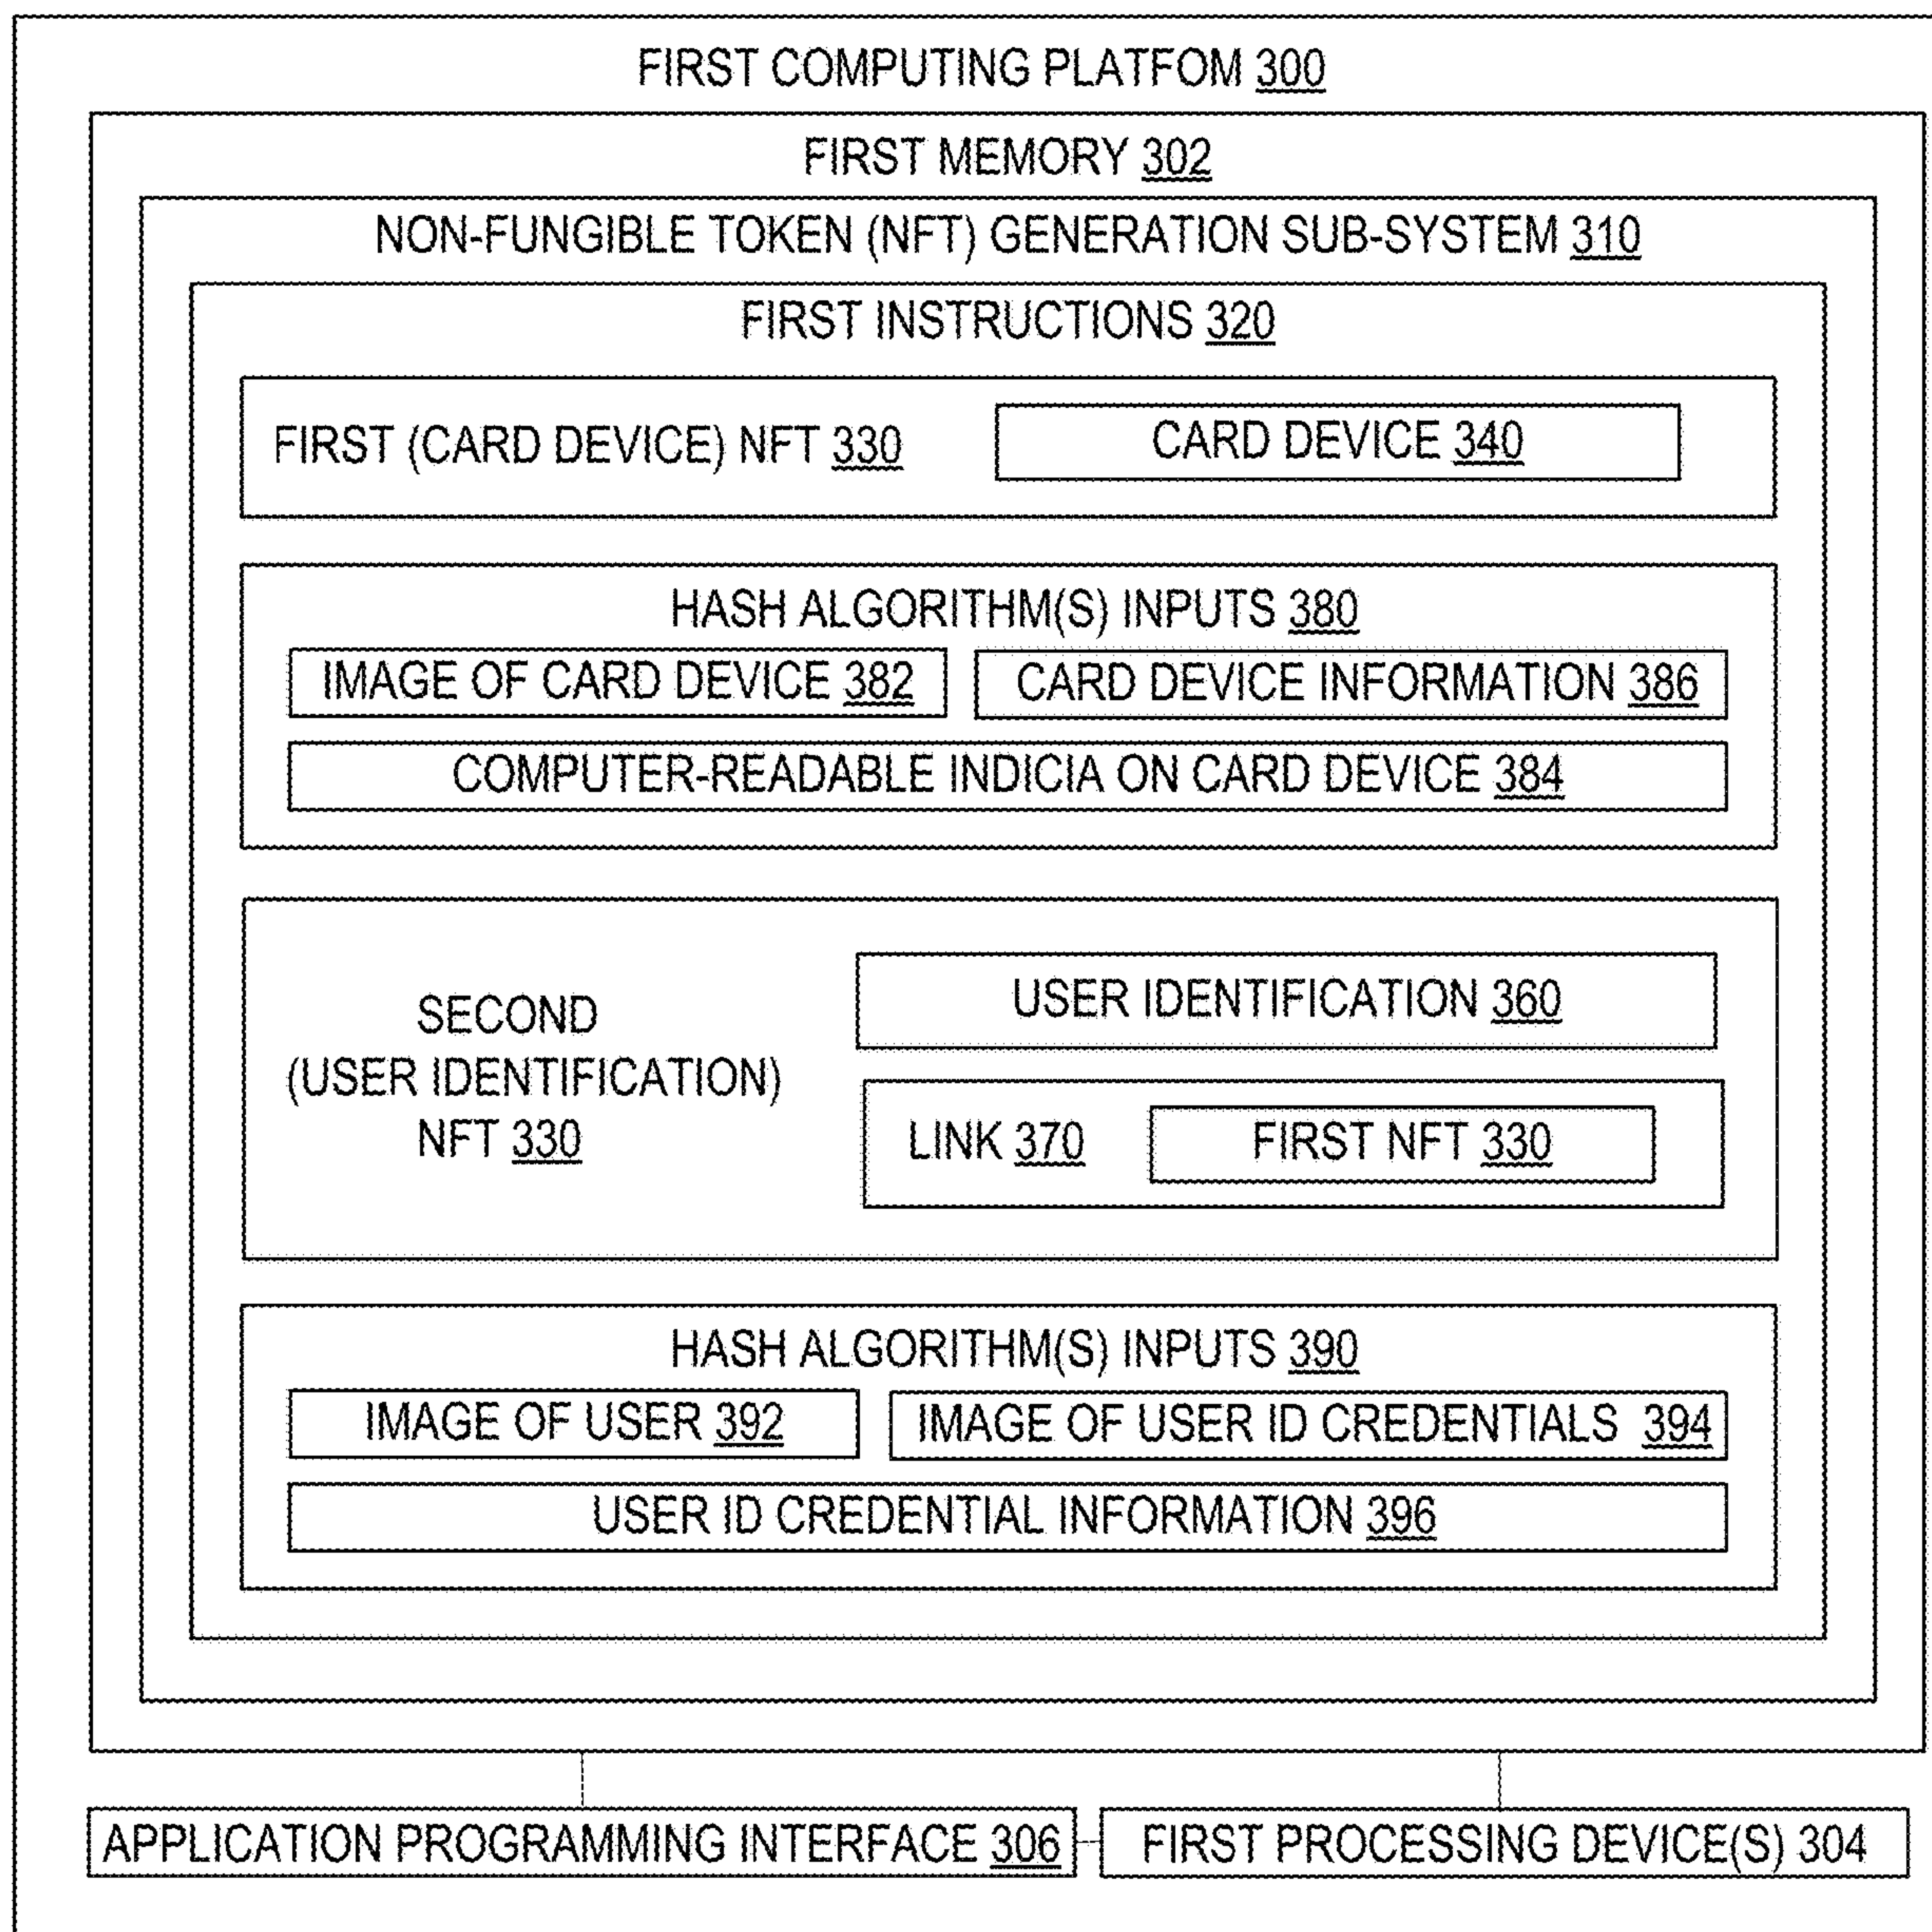 FIRST COMPUTING PLATFOM 300
FIRST MEMORY 302
NON-FUNGIBLE TOKEN (NFT) GENERATION SUB-SYSTEM 310
FIRST INSTRUCTIONS 320
FIRST (CARD DEVICE) NFT 330
CARD DEVICE 340
HASH ALGORITHM(S) INPUTS 380
IMAGE OF CARD DEVICE 382
CARD DEVICE INFORMATION 386
COMPUTER-READABLE INDICIA ON CARD DEVICE 384
SECOND
(USER IDENTIFICATION)
NFT 330
USER IDENTIFICATION 360
LINK 370
FIRST NFT 330
HASH ALGORITHM(S) INPUTS 390
IMAGE OF USER 392
IMAGE OF USER ID CREDENTIALS 394
USER ID CREDENTIAL INFORMATION 396
APPLICATION PROGRAMMING INTERFACE 306
FIRST PROCESSING DEVICE(S) 304